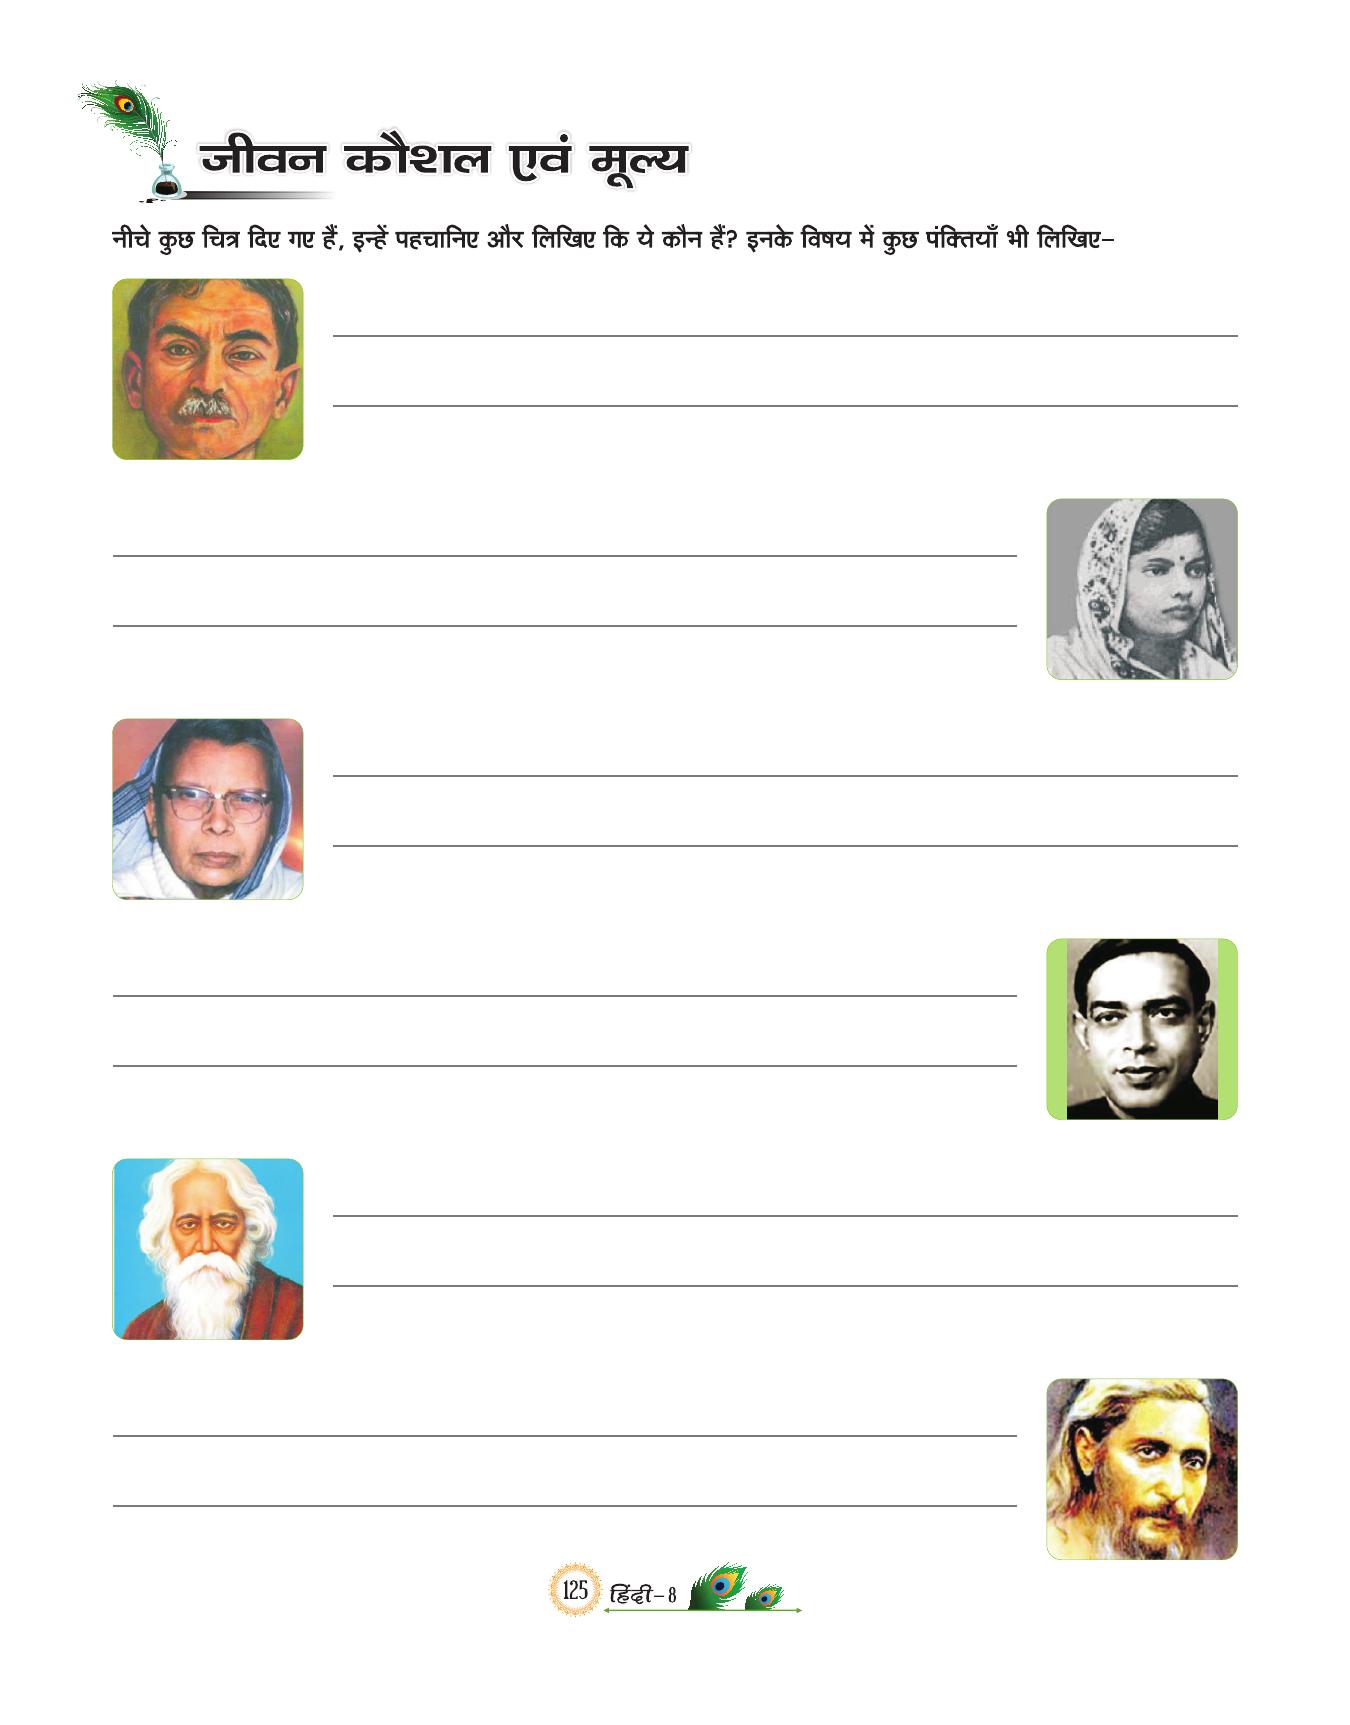 जीवन कौशल एवं मूल्य
नीचे कुछ चित्र दिए गए हैं, इन्हें पहचानिए और लिखिए कि ये कौन हैं? इनके विषय में कुछ पंक्तियाँ भी लिखिए–
125 हिंदी–8